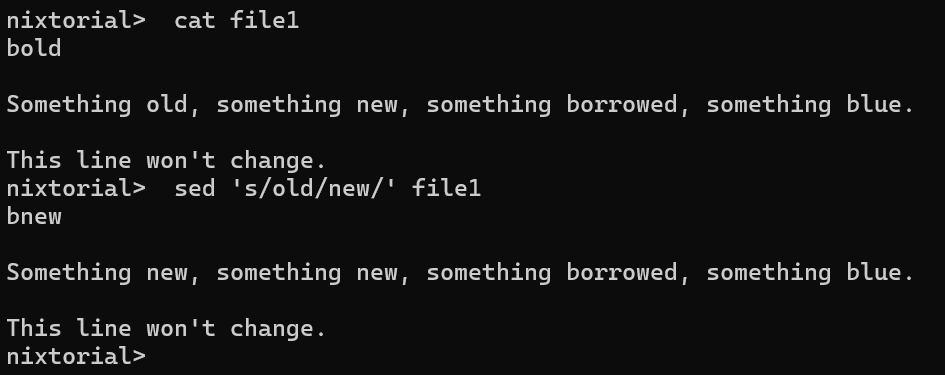 nixtorial>  cat file1
bold

Something old, something new, something borrowed, something blue.

This line won't change.
nixtorial>  sed 's/old/new/' file1
bnew

Something new, something new, something borrowed, something blue.

This line won't change.
nixtorial>